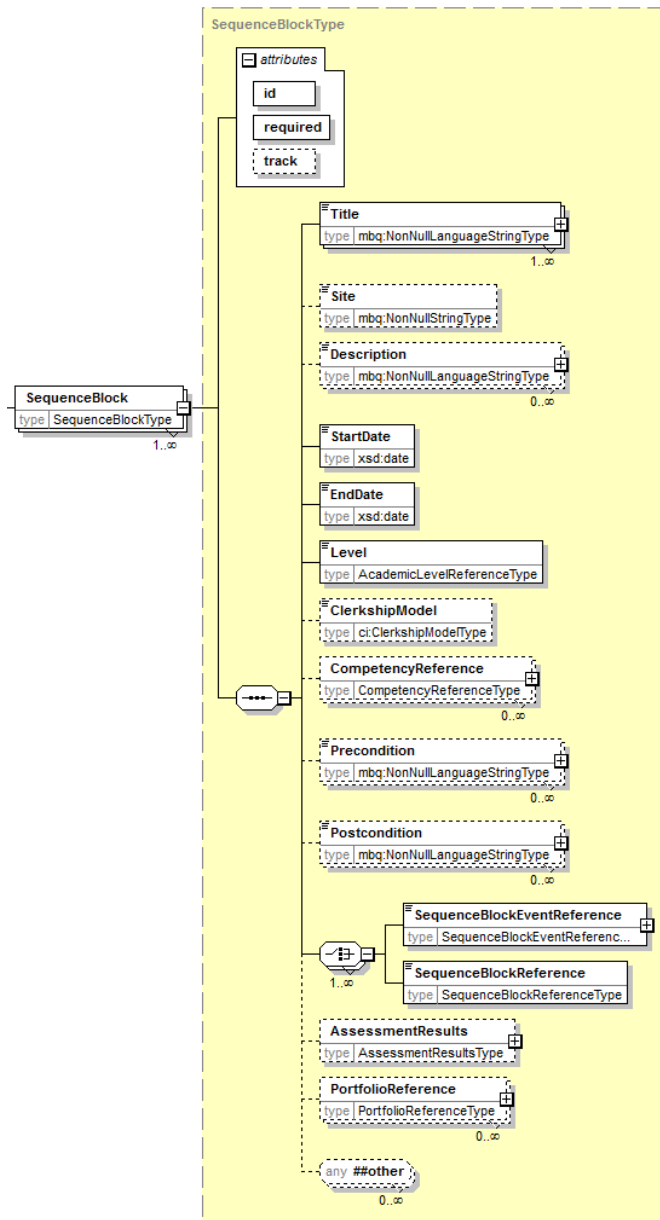 SequenceBlockType
attributes
id
required
track
Title
type mbq:NonNullLanguageStringType
1..∞
Site
type mbq:NonNullStringType
Description
type mbq:NonNullLanguageStringType
0..∞
SequenceBlock
type SequenceBlockType
1..∞
StartDate
type xsd:date
EndDate
type xsd:date
Level
type AcademicLevelReferenceType
ClerkshipModel
type ci:ClerkshipModelType
CompetencyReference
type CompetencyReferenceType
0..∞
Precondition
type mbq:NonNullLanguageStringType
0..∞
Postcondition
type mbq:NonNullLanguageStringType
0..∞
SequenceBlockEventReference
type SequenceBlockEventReferenc...
SequenceBlockReference
type SequenceBlockReferenceType
1..∞
AssessmentResults
type AssessmentResultsType
PortfolioReference
type PortfolioReferenceType
0..∞
any ##other
0..∞